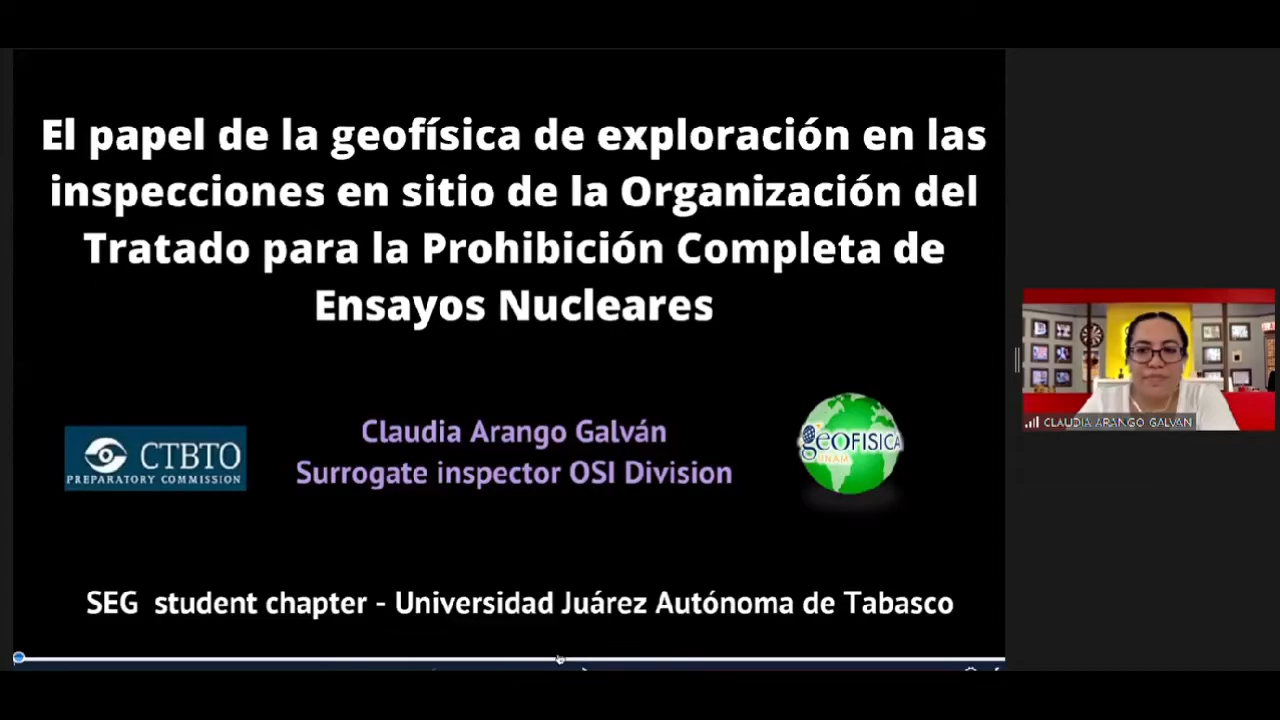 El papel de la geofísica de exploración en las
inspecciones en sitio de la Organización del
Tratado para la Prohibición Completa de
Ensayos Nucleares
CTBTO
PREPARATORY COMMISSION
Claudia Arango Galván
Surrogate inspector OSI Division
geOFISICA
UNAM
SEG student chapter - Universidad Juárez Autónoma de Tabasco
CLAUDIA ARANGO GALVAN